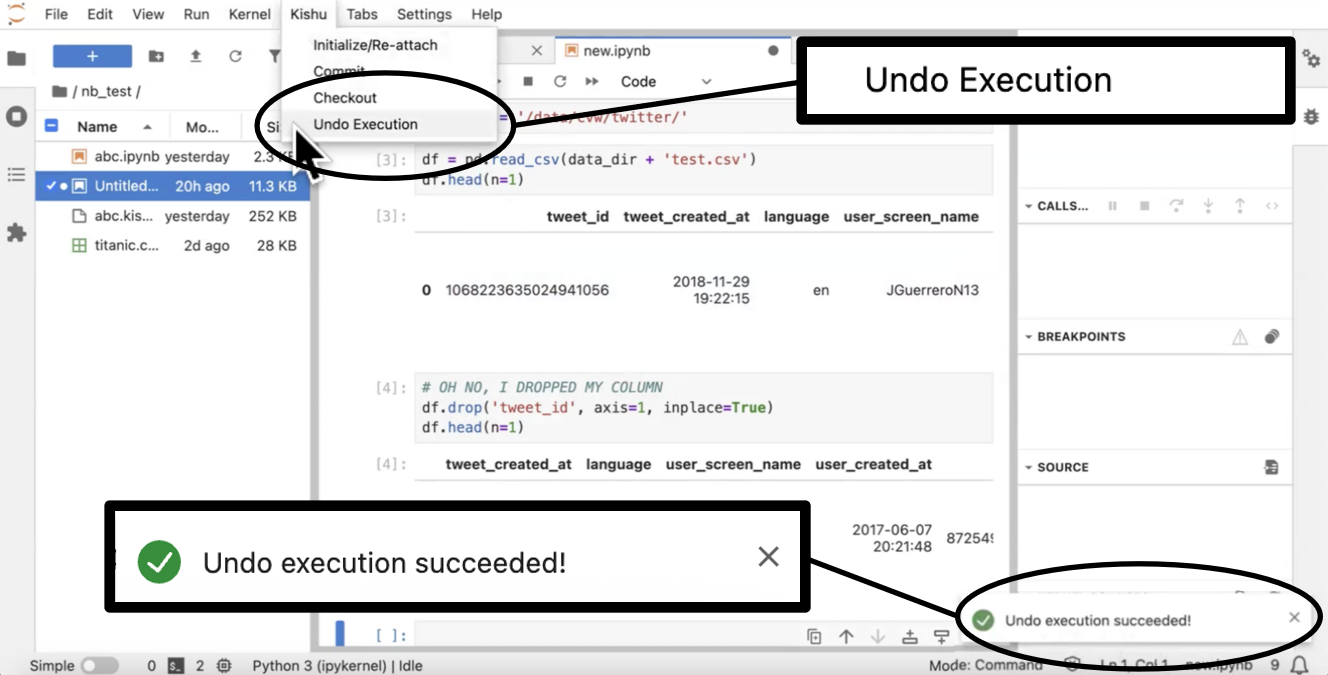 File Edit View Run Kernel Kishu Tabs Settings Help
Initialize/Re-attach
Commit
Checkout
Undo Execution
new.ipynb
Code
Undo Execution
/ nb_test /
Name Mo...
abc.ipynb yesterday
Untitled... 20h ago 11.3 KB
abc.kis... yesterday 252 KB
titanic.c... 2d ago 28 KB
= '/data/cvw/twitter/'
[3]: df = pd.read_csv(data_dir + 'test.csv')
df.head(n=1)
[3]: tweet_id tweet_created_at language user_screen_name
0 1068223635024941056 2018-11-29 19:22:15 en JGuerreroN13
[4]: # OH NO, I DROPPED MY COLUMN
df.drop('tweet_id', axis=1, inplace=True)
df.head(n=1)
[4]: tweet_created_at language user_screen_name user_created_at
2017-06-07
20:21:48
CALLS...
BREAKPOINTS
SOURCE
Undo execution succeeded!
Undo execution succeeded!
[ ]:
Simple 0 2 Python 3 (ipykernel) | Idle
Mode: Command Ln 1, Col 1 new.ipynb 9